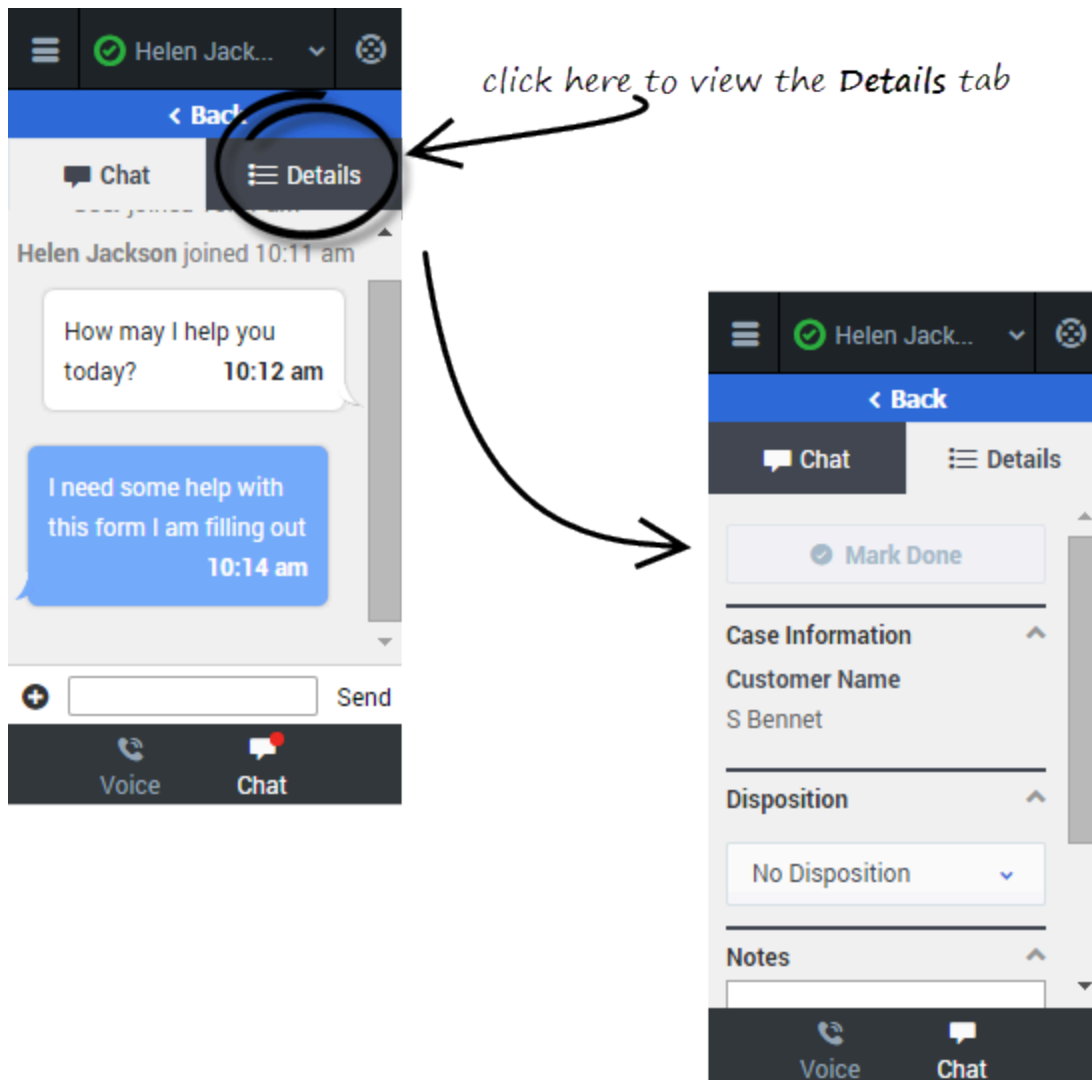 Helen Jack...
click here to view the Details tab
< Back
Chat
Details
Helen Jackson joined 10:11 am
How may I help you
today? 10:12 am
I need some help with
this form I am filling out
10:14 am
Send
Voice
Chat
Helen Jack...
< Back
Chat
Details
Mark Done
Case Information
Customer Name
S Bennet
Disposition
No Disposition
Notes
Voice
Chat